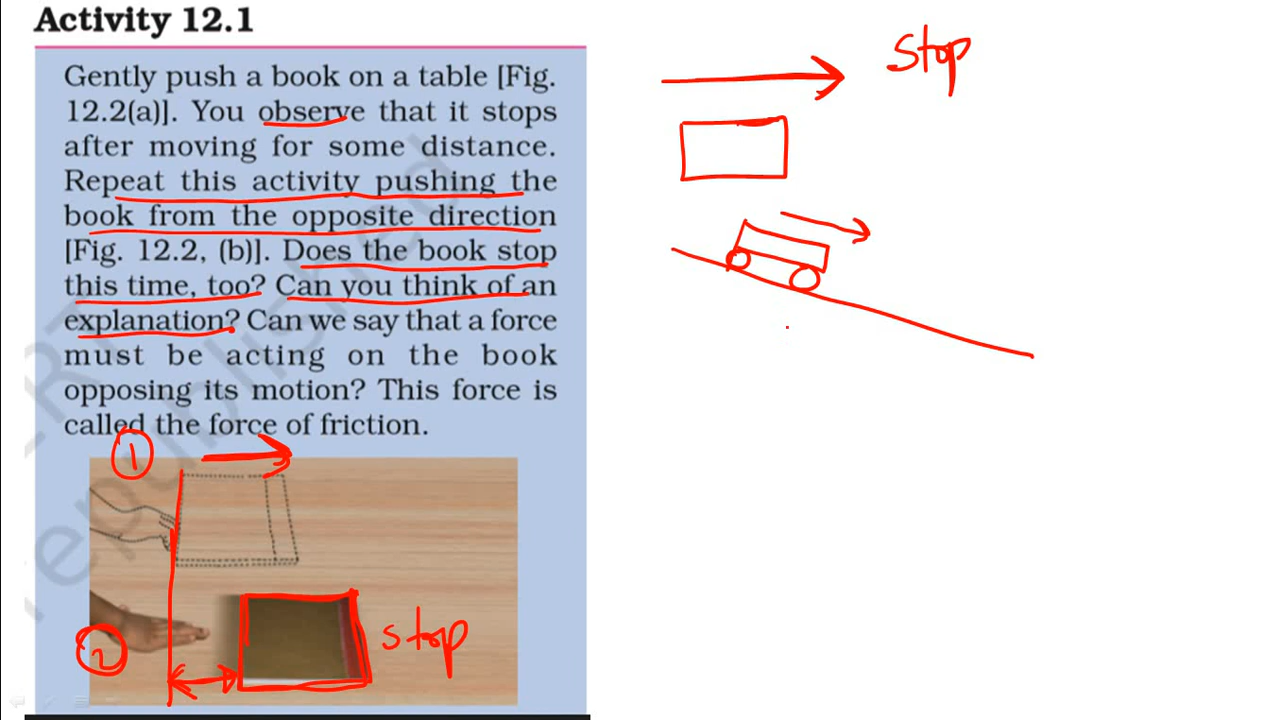 Activity 12.1
Gently push a book on a table [Fig.
12.2(a)]. You observe that it stops
after moving for some distance.
Repeat this activity pushing the
book from the opposite direction
[Fig. 12.2, (b)]. Does the book stop
this time, too? Can you think of an
explanation? Can we say that a force
must be acting on the book
opposing its motion? This force is
called the force of friction.
1
2
stop
Stop